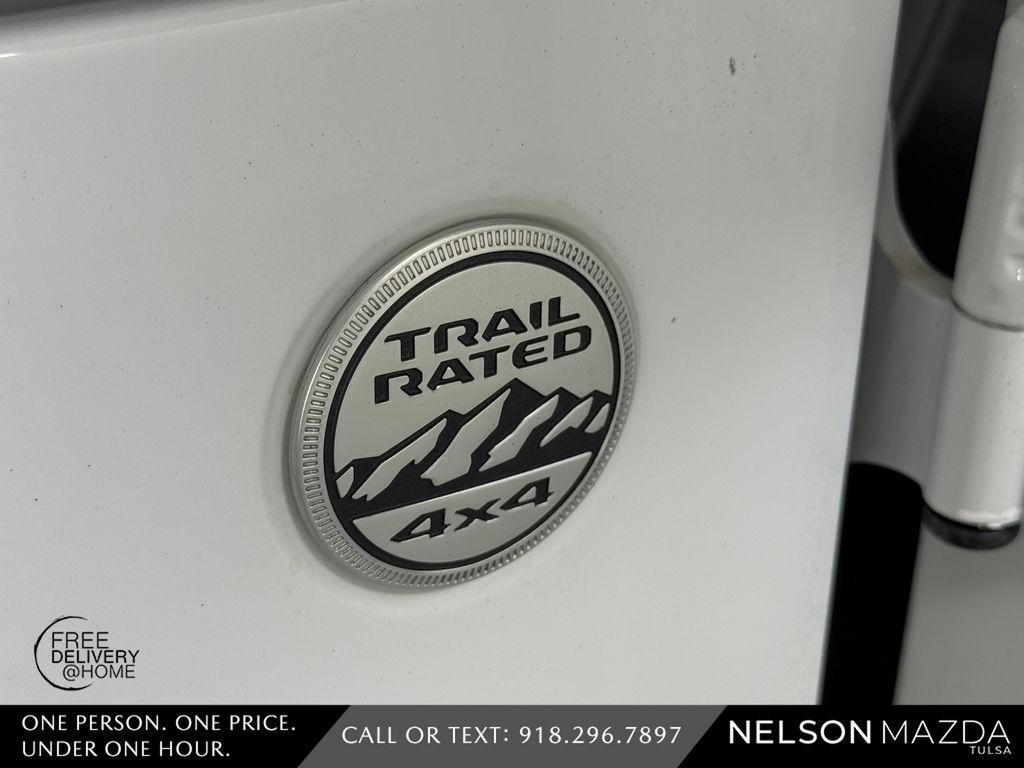 TRAIL
RATED
4x4
FREE
DELIVERY
@HOME
ONE PERSON. ONE PRICE.
UNDER ONE HOUR.
CALL OR TEXT: 918.296.7897
NELSON MAZDA
TULSA